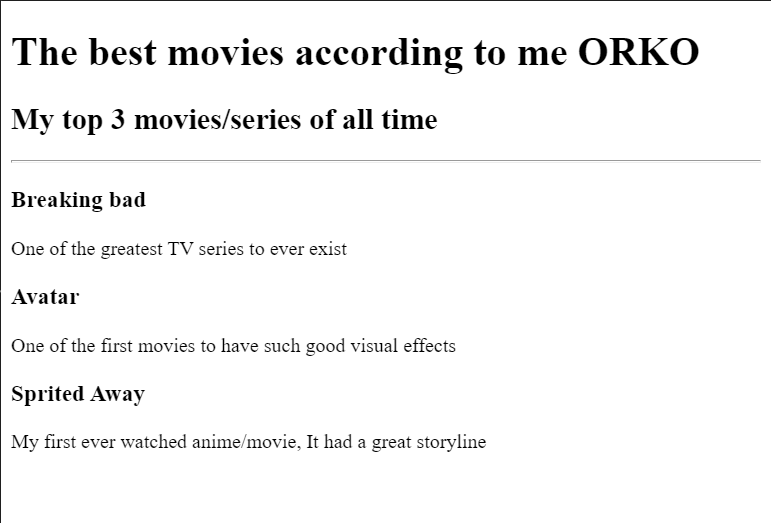 The best movies according to me ORKO
My top 3 movies/series of all time
Breaking bad
One of the greatest TV series to ever exist
Avatar
One of the first movies to have such good visual effects
Sprited Away
My first ever watched anime/movie, It had a great storyline